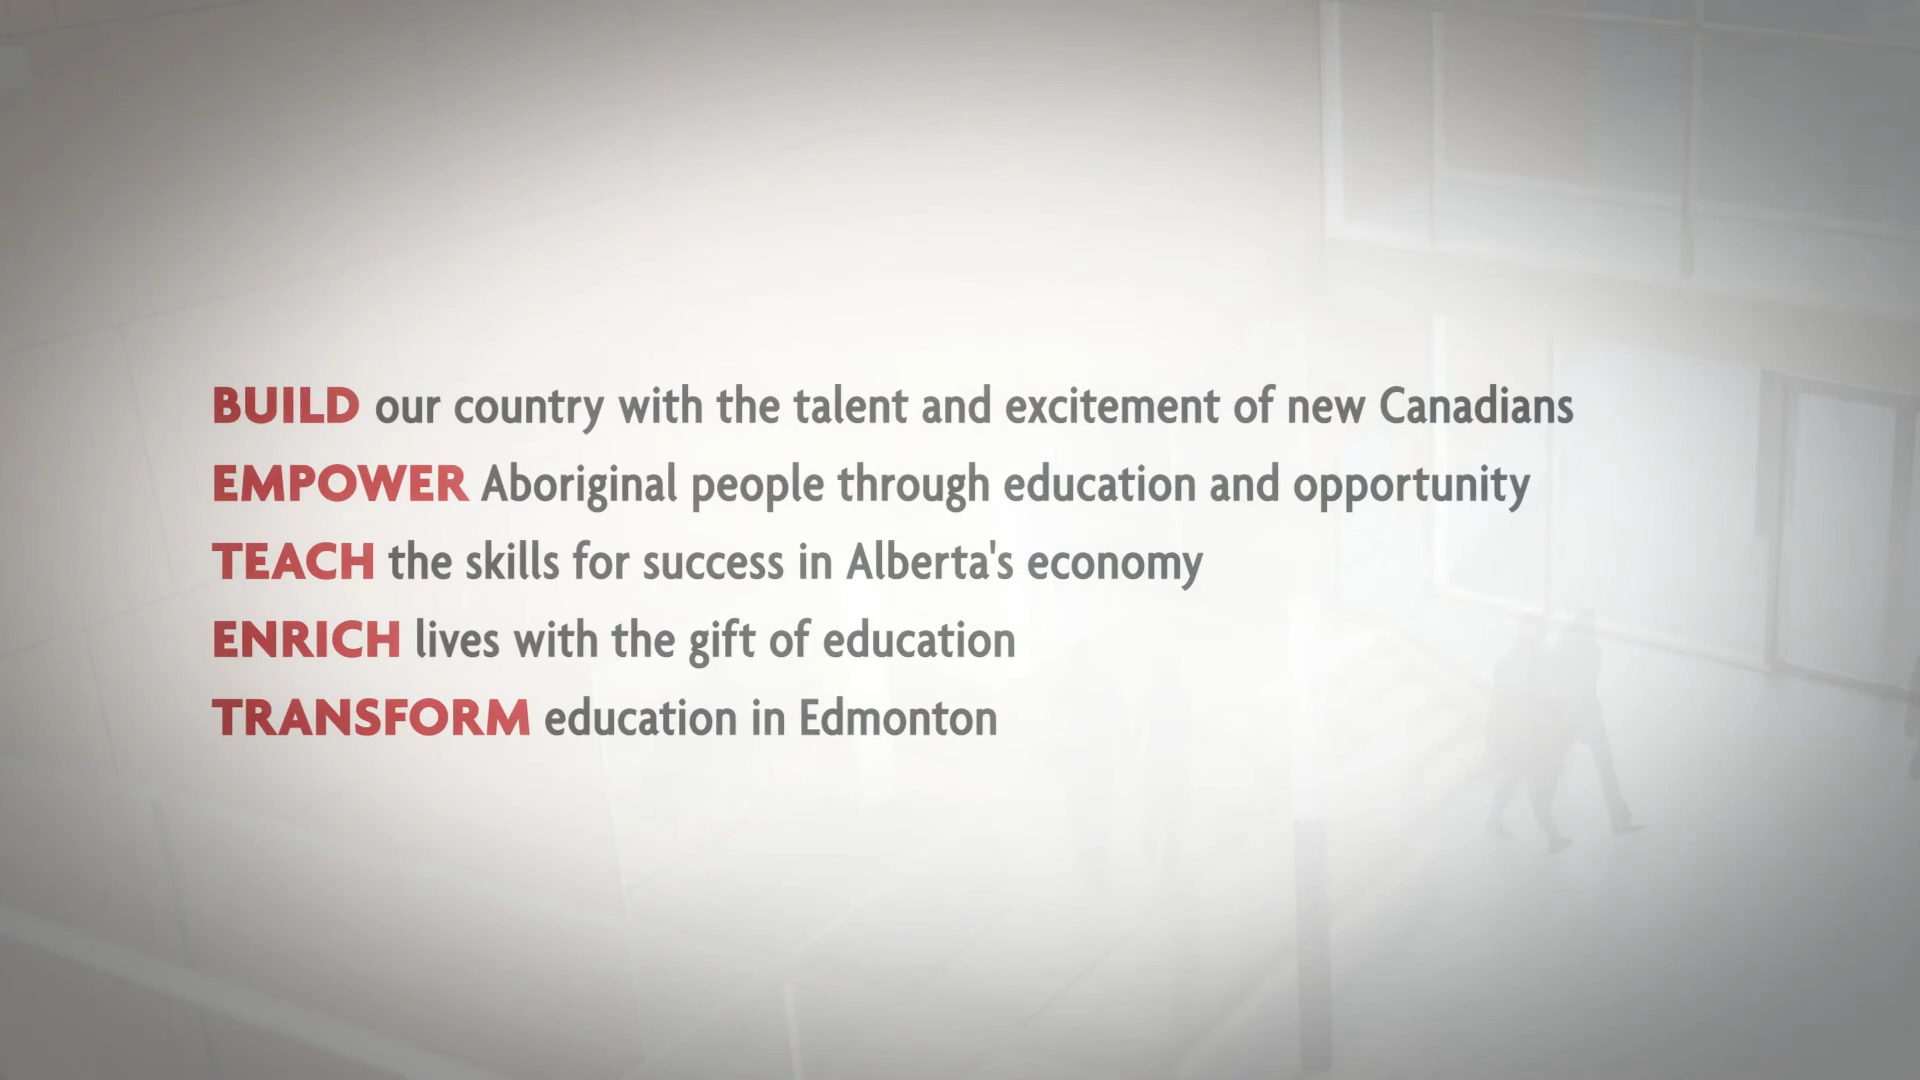 BUILD our country with the talent and excitement of new Canadians
EMPOWER Aboriginal people through education and opportunity
TEACH the skills for success in Alberta's economy
ENRICH lives with the gift of education
TRANSFORM education in Edmonton